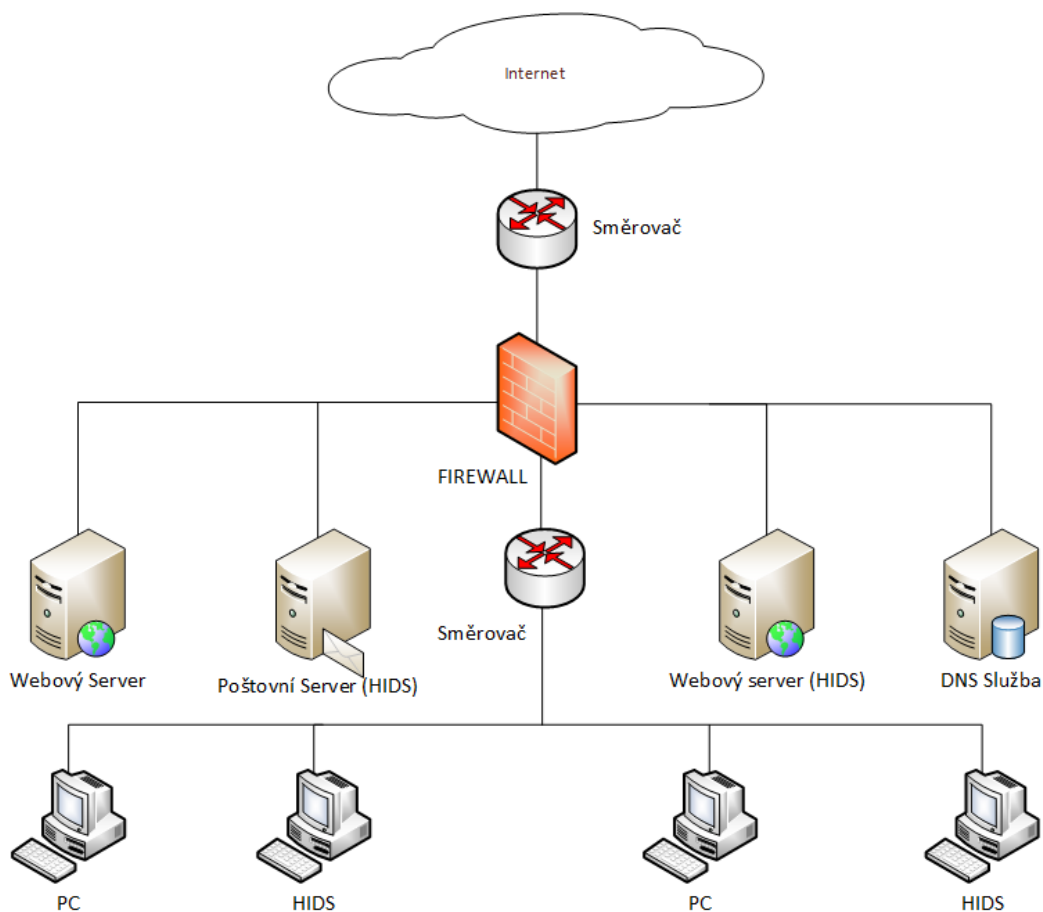 Internet
Směrovač
FIREWALL
Směrovač
Webový Server
Poštovní Server (HIDS)
Webový server (HIDS)
DNS Služba
PC
HIDS
PC
HIDS